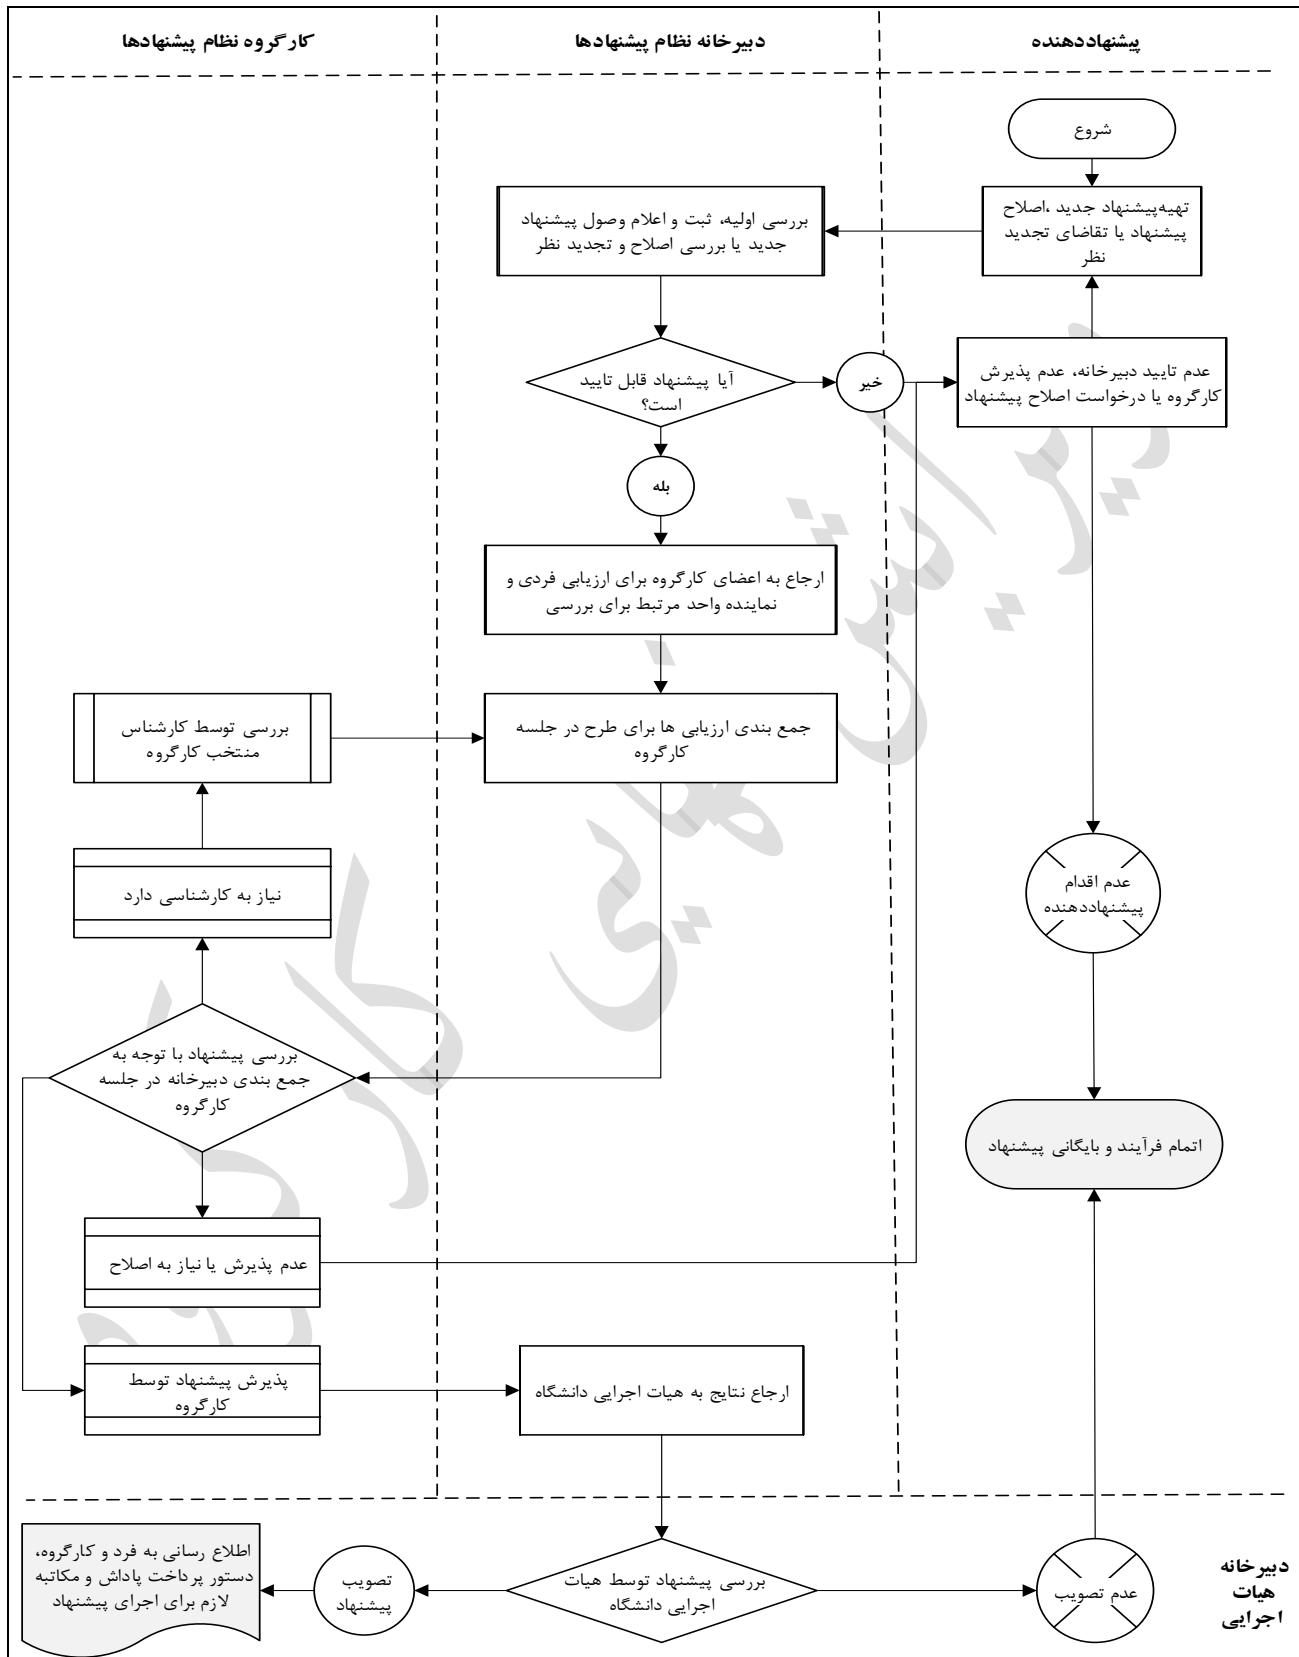 پیشنهاددهنده
دبیرخانه نظام پیشنهادها
کارگروه نظام پیشنهادها
شروع
تهیه‌پیشنهاد جدید ،اصلاح
پیشنهاد یا تقاضای تجدید
نظر
بررسی اولیه، ثبت و اعلام وصول پیشنهاد
جدید یا بررسی اصلاح و تجدید نظر
آیا پیشنهاد قابل تایید
است؟
خیر
عدم تایید دبیرخانه، عدم پذیرش
کارگروه یا درخواست اصلاح پیشنهاد
بله
ارجاع به اعضای کارگروه برای ارزیابی فردی و
نماینده واحد مرتبط برای بررسی
جمع بندی ارزیابی ها برای طرح در جلسه
کارگروه
بررسی توسط کارشناس
منتخب کارگروه
نیاز به کارشناسی دارد
عدم اقدام
پیشنهاددهنده
بررسی پیشنهاد با توجه به
جمع بندی دبیرخانه در جلسه
کارگروه
اتمام فرآیند و بایگانی پیشنهاد
عدم پذیرش یا نیاز به اصلاح
پذیرش پیشنهاد توسط
کارگروه
ارجاع نتایج به هیات اجرایی دانشگاه
دبیرخانه
هیات
اجرایی
عدم تصویب
بررسی پیشنهاد توسط هیات
اجرایی دانشگاه
تصویب
پیشنهاد
اطلاع رسانی به فرد و کارگروه،
دستور پرداخت پاداش و مکاتبه
لازم برای اجرای پیشنهاد